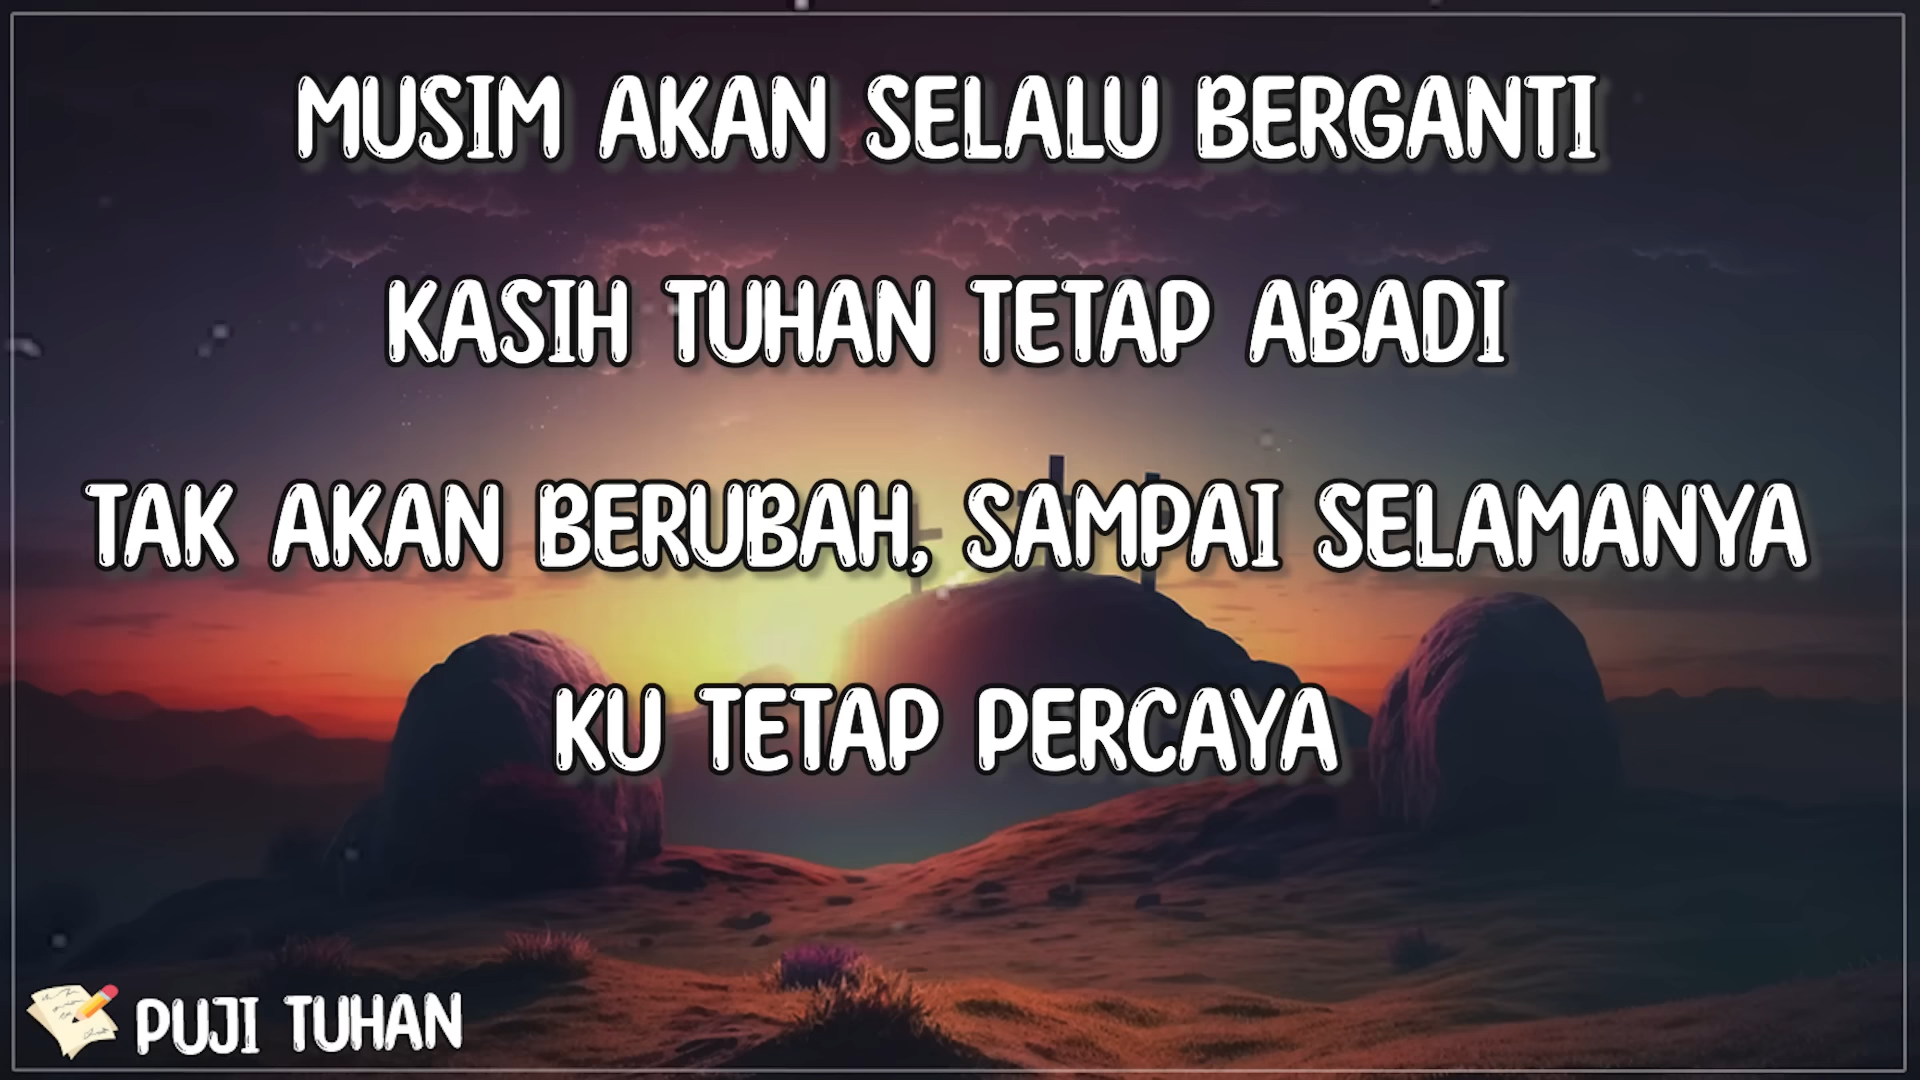 MUSIM AKAN SELALU BERGANTI
KASIH TUHAN TETAP ABADI
TAK AKAN BERUBAH, SAMPAI SELAMANYA
KU TETAP PERCAYA
PUJI TUHAN